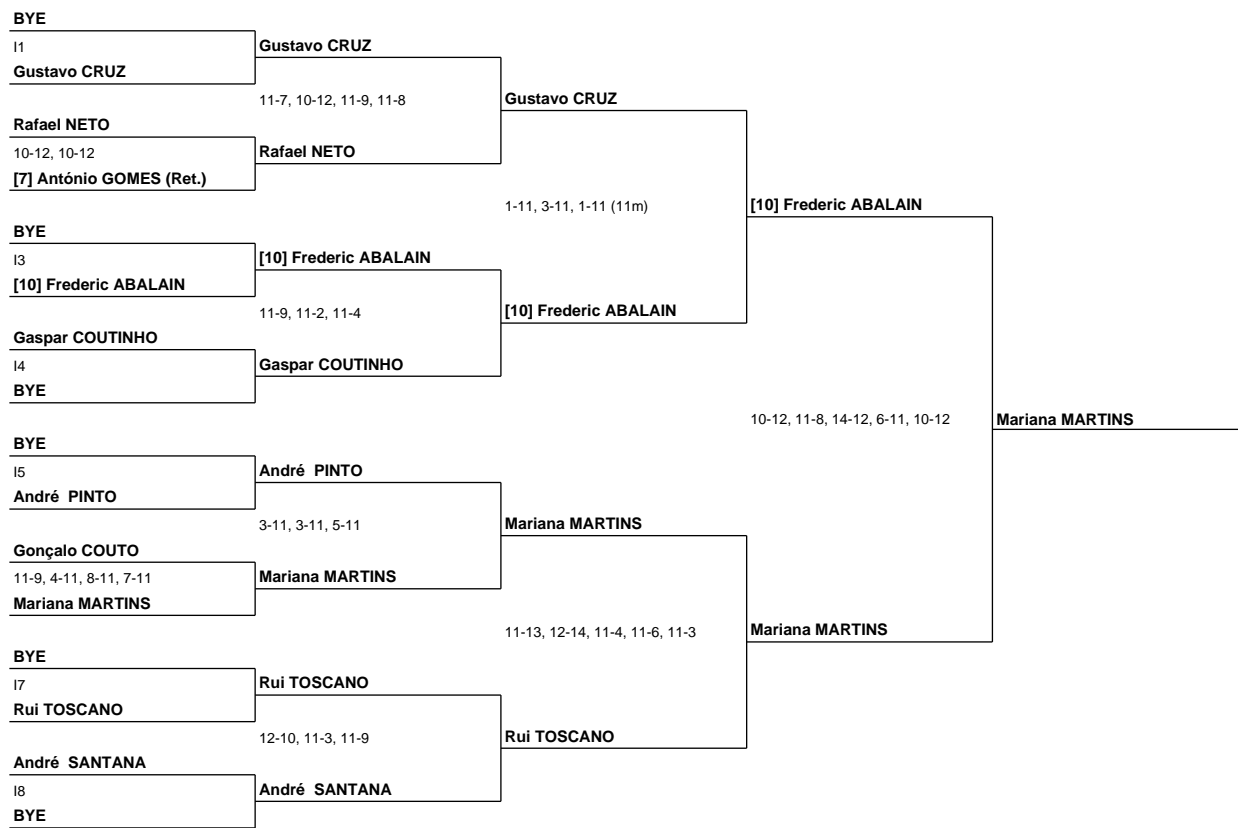 BYE
I1
Gustavo CRUZ
Gustavo CRUZ
11-7, 10-12, 11-9, 11-8
Gustavo CRUZ
Rafael NETO
10-12, 10-12
Rafael NETO
[7] António GOMES (Ret.)
1-11, 3-11, 1-11 (11m)
[10] Frederic ABALAIN
BYE
I3
[10] Frederic ABALAIN
[10] Frederic ABALAIN
11-9, 11-2, 11-4
[10] Frederic ABALAIN
Gaspar COUTINHO
I4
Gaspar COUTINHO
BYE
10-12, 11-8, 14-12, 6-11, 10-12
Mariana MARTINS
BYE
I5
André  PINTO
André  PINTO
3-11, 3-11, 5-11
Mariana MARTINS
Gonçalo COUTO
11-9, 4-11, 8-11, 7-11
Mariana MARTINS
Mariana MARTINS
11-13, 12-14, 11-4, 11-6, 11-3
Mariana MARTINS
BYE
I7
Rui TOSCANO
Rui TOSCANO
12-10, 11-3, 11-9
Rui TOSCANO
André  SANTANA
I8
André  SANTANA
BYE